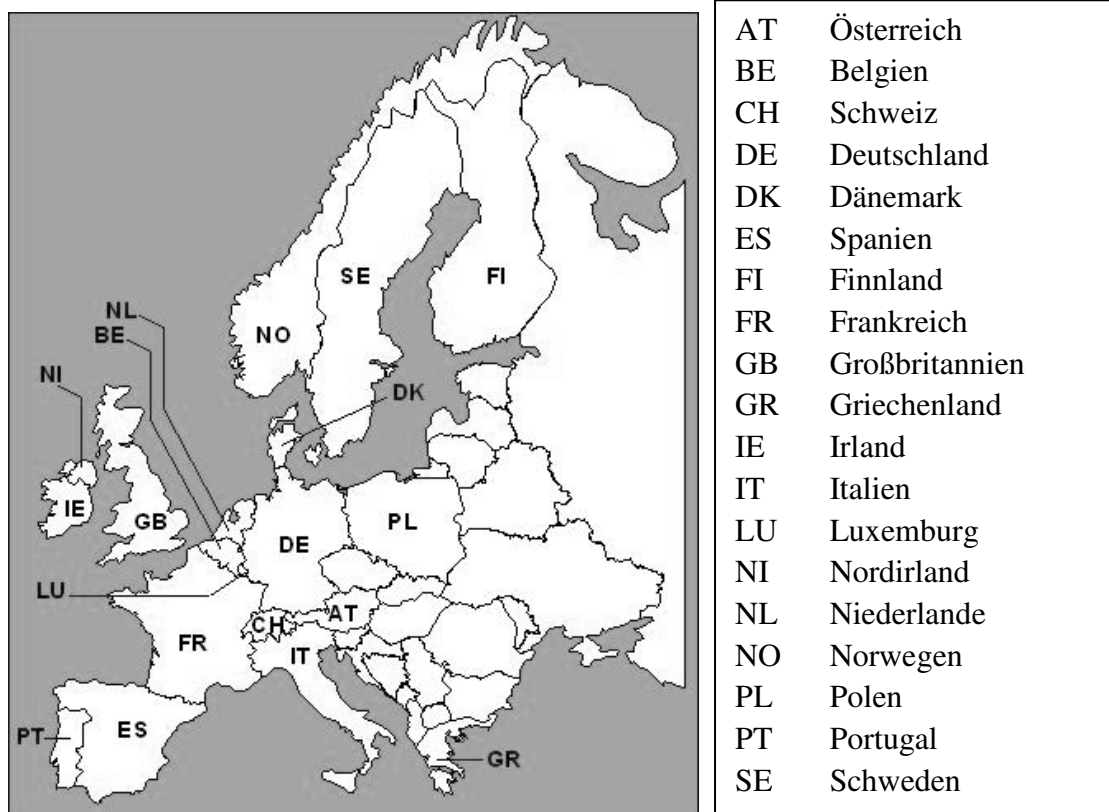 SE
FI
NO
NL
BE
NI
DK
IE
GB
PL
DE
LU
AT
CH
FR
IT
ES
PT
GR
AT Österreich
BE Belgien
CH Schweiz
DE Deutschland
DK Dänemark
ES Spanien
FI Finnland
FR Frankreich
GB Großbritannien
GR Griechenland
IE Irland
IT Italien
LU Luxemburg
NI Nordirland
NL Niederlande
NO Norwegen
PL Polen
PT Portugal
SE Schweden